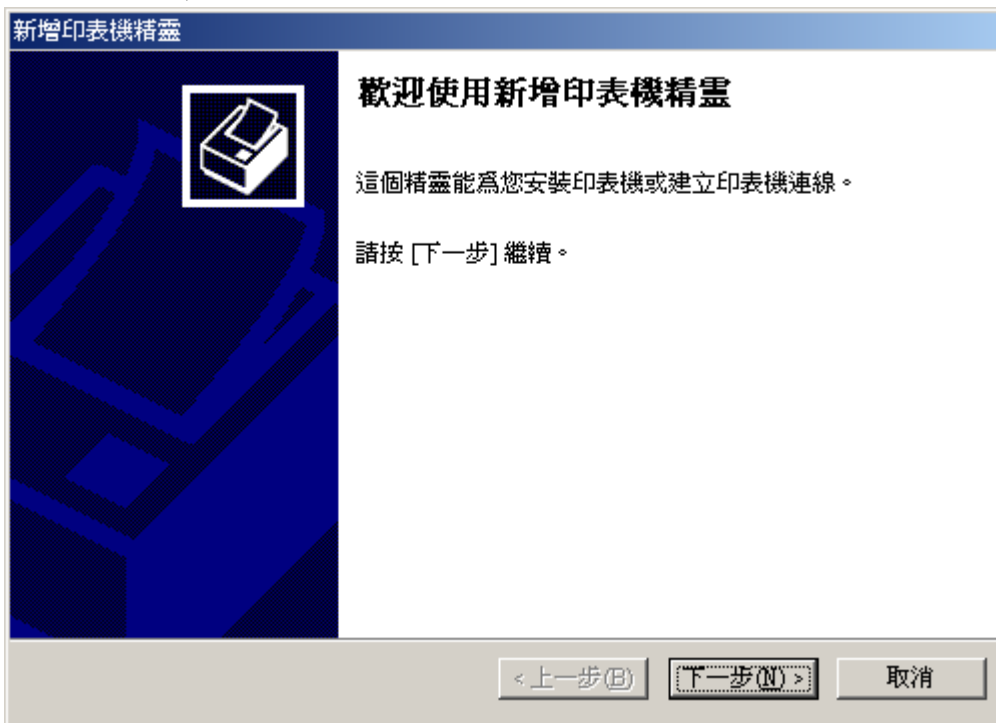 新增印表機精靈
歡迎使用新增印表機精靈
這個精靈能為您安裝印表機或建立印表機連線。
請按 [下一步] 繼續。
<上一步(B)
下一步(N) >
取消